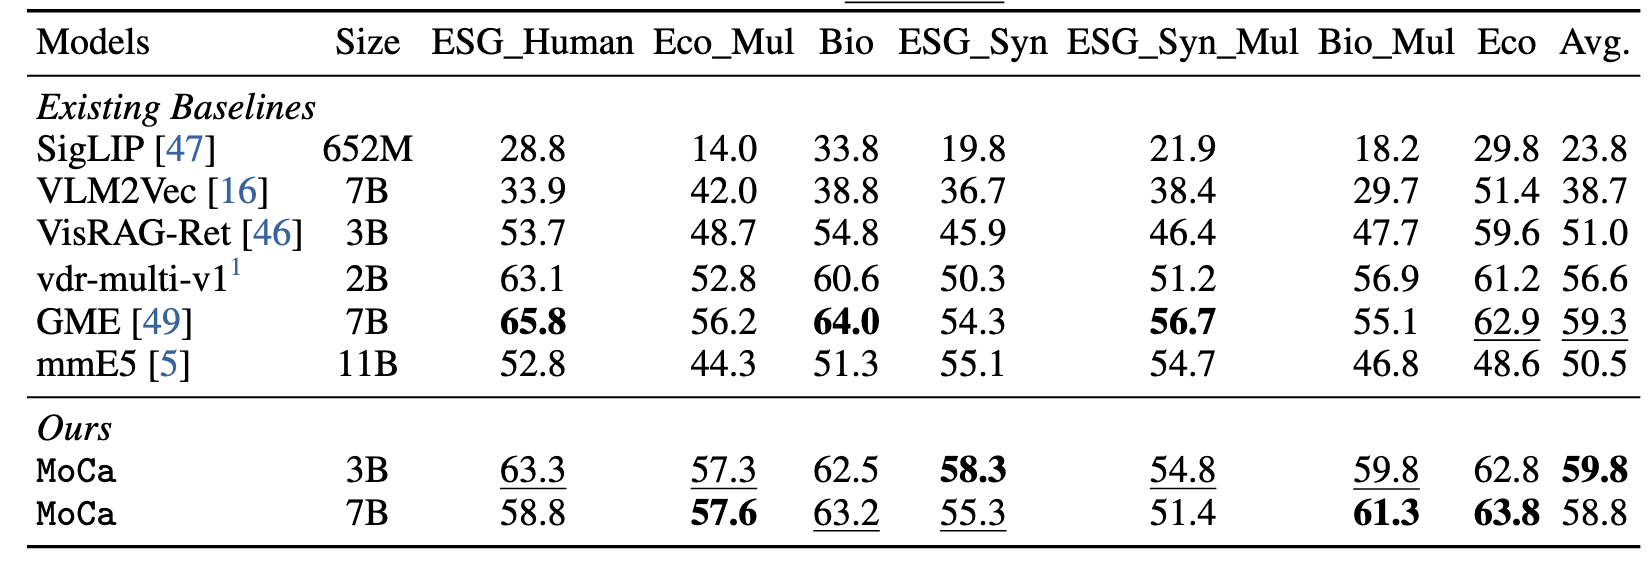 Models Size ESG_Human Eco_Mul Bio ESG_Syn ESG_Syn_Mul Bio_Mul Eco Avg.
Existing Baselines
SigLIP [47] 652M 28.8 14.0 33.8 19.8 21.9 18.2 29.8 23.8
VLM2Vec [16] 7B 33.9 42.0 38.8 36.7 38.4 29.7 51.4 38.7
VisRAG-Ret [46] 3B 53.7 48.7 54.8 45.9 46.4 47.7 59.6 51.0
vdr-multi-v1¹ 2B 63.1 52.8 60.6 50.3 51.2 56.9 61.2 56.6
GME [49] 7B 65.8 56.2 64.0 54.3 56.7 55.1 62.9 59.3
mmE5 [5] 11B 52.8 44.3 51.3 55.1 54.7 46.8 48.6 50.5
Ours
MoCa 3B 63.3 57.3 62.5 58.3 54.8 59.8 62.8 59.8
MoCa 7B 58.8 57.6 63.2 55.3 51.4 61.3 63.8 58.8